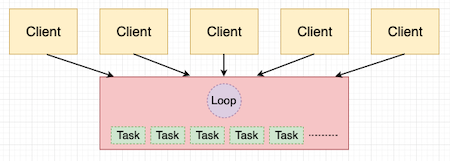 Client Client Client Client Client
Loop
Task Task Task Task Task .........